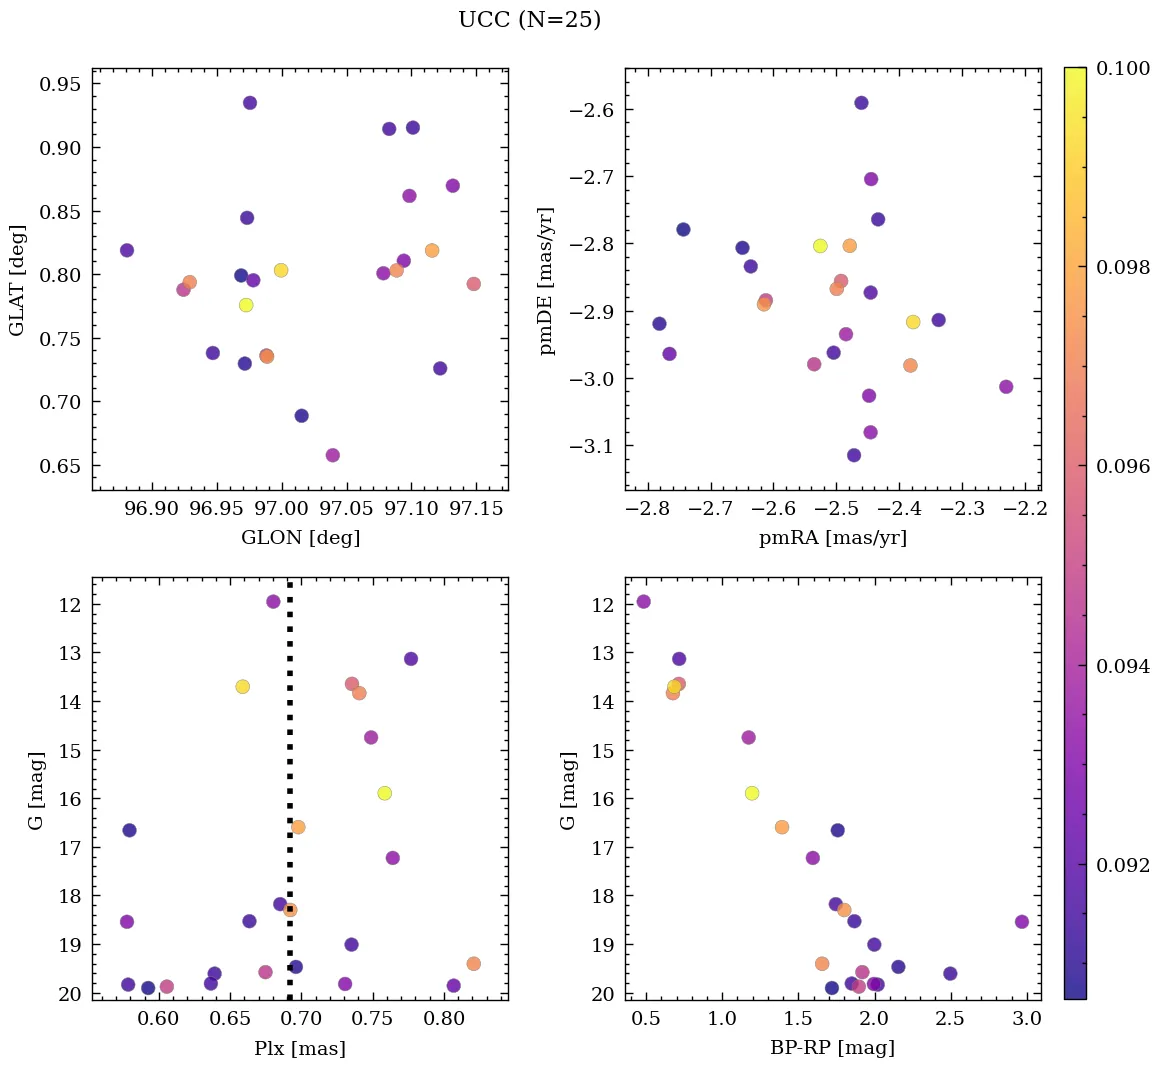 UCC (N=25)
0.95
0.90
0.85
0.80
0.75
0.70
0.65
GLAT [deg]
96.90 96.95 97.00 97.05 97.10 97.15
GLON [deg]
−2.6
−2.7
−2.8
−2.9
−3.0
−3.1
pmDE [mas/yr]
−2.8 −2.7 −2.6 −2.5 −2.4 −2.3 −2.2
pmRA [mas/yr]
12
13
14
15
16
17
18
19
20
G [mag]
0.60 0.65 0.70 0.75 0.80
Plx [mas]
12
13
14
15
16
17
18
19
20
G [mag]
0.5 1.0 1.5 2.0 2.5 3.0
BP-RP [mag]
0.100
0.098
0.096
0.094
0.092